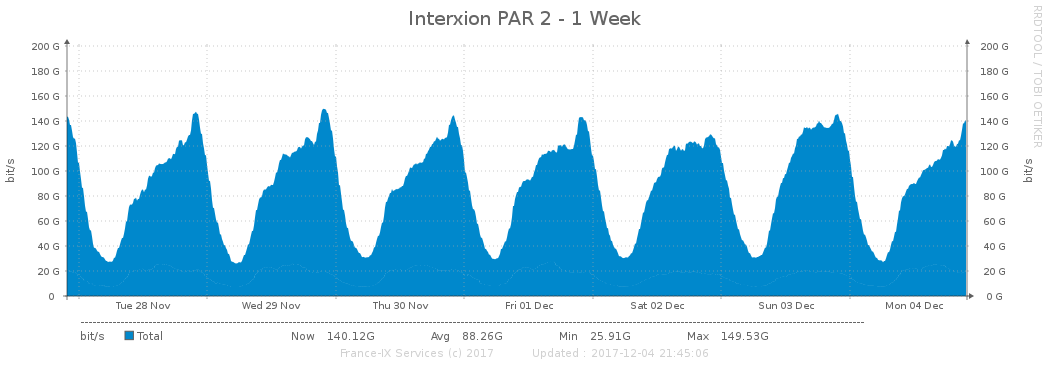 Interxion PAR 2 - 1 Week
RRDTOOL / TOBI OETIKER
200 G 200 G
180 G 180 G
160 G 160 G
140 G 140 G
120 G 120 G
100 G 100 G
80 G 80 G
60 G 60 G
40 G 40 G
20 G 20 G
0 0 G
bit/s
bit/s
Tue 28 Nov Wed 29 Nov Thu 30 Nov Fri 01 Dec Sat 02 Dec Sun 03 Dec Mon 04 Dec
bit/s Total Now 140.12G Avg 88.26G Min 25.91G Max 149.53G
France-IX Services (c) 2017 Updated : 2017-12-04 21:45:06